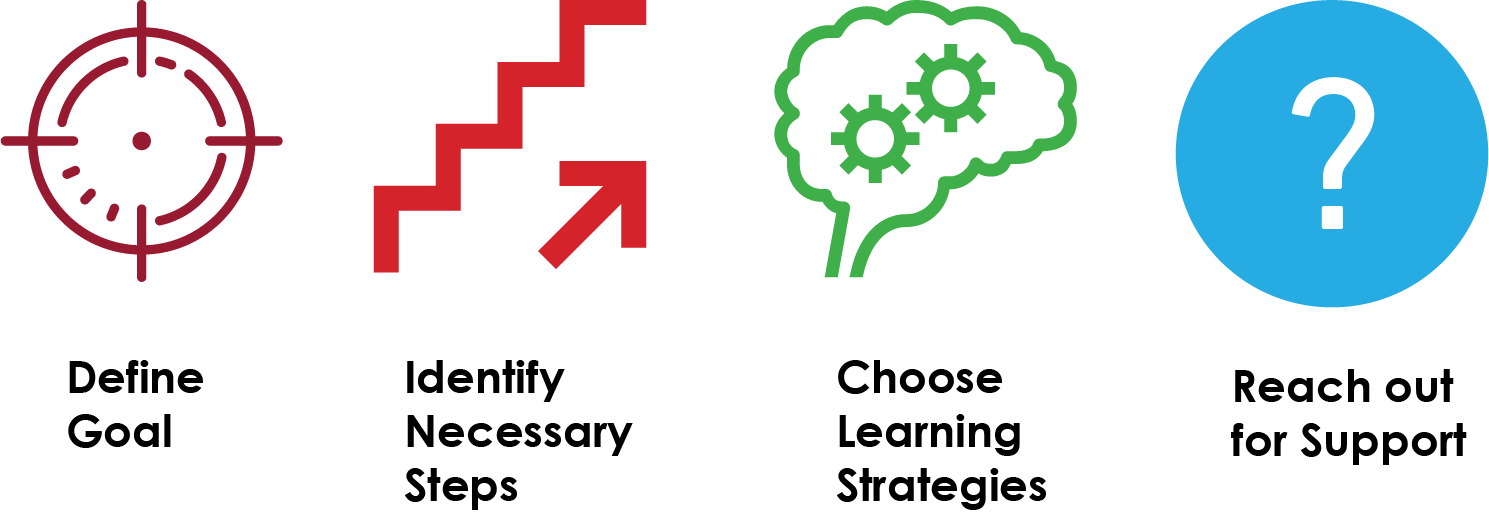 ?
Define
Goal
Identify
Necessary
Steps
Choose
Learning
Strategies
Reach out
for Support